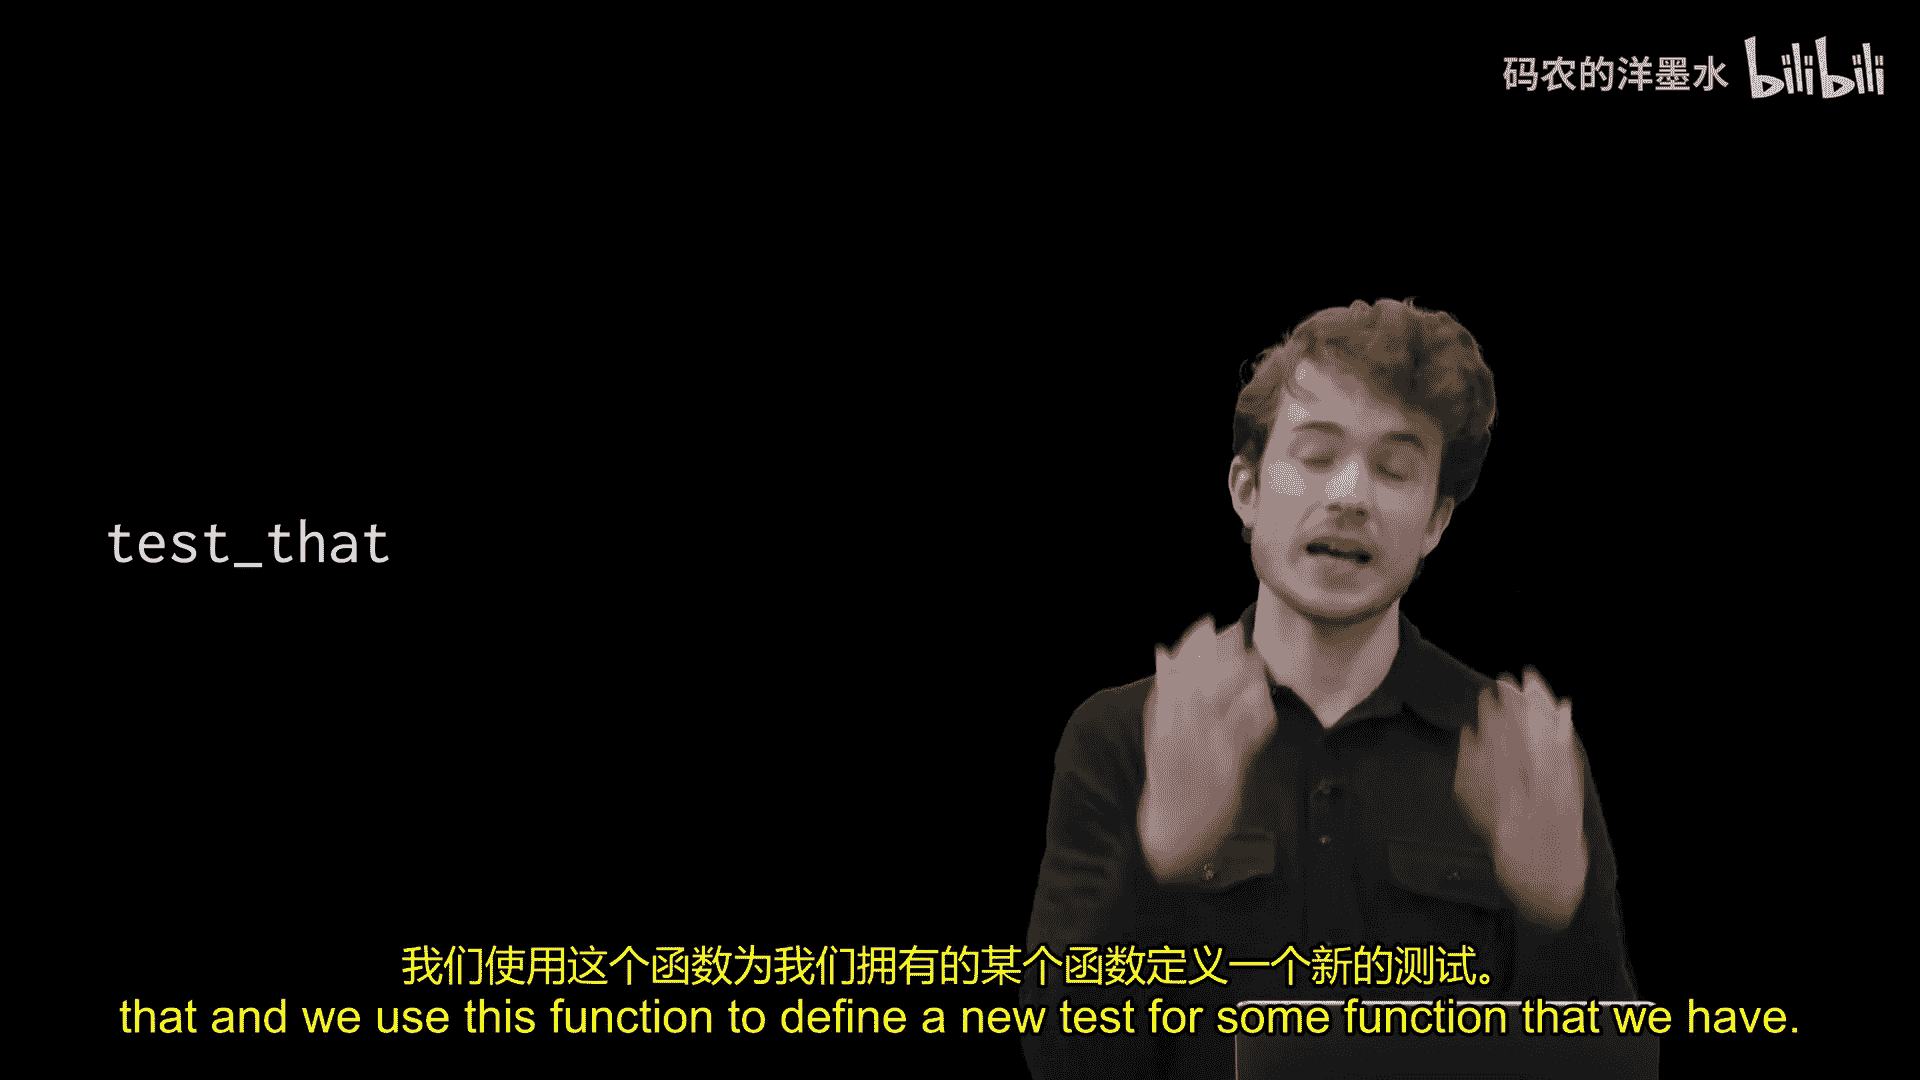 码农的洋墨水 bilibili
test_that
我们使用这个函数为我们拥有的某个函数定义一个新的测试。
that and we use this function to define a new test for some function that we have.